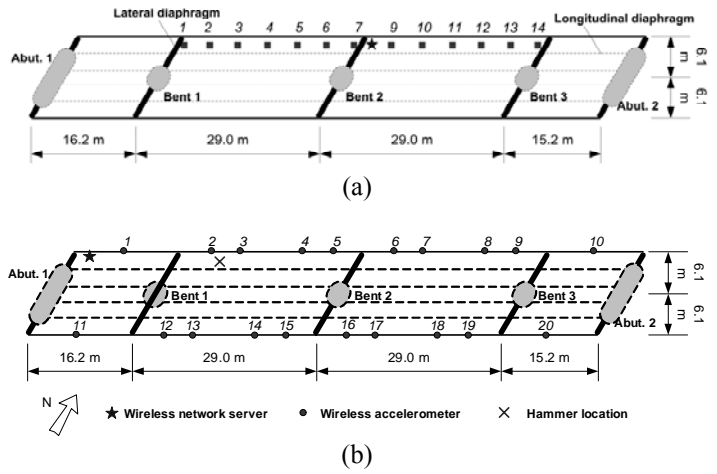 Lateral diaphragm
Longitudinal diaphragm
1 2 3 4 5 6 7 9 10 11 12 13 14
Abut. 1
6.1 m
Bent 1
Bent 2
Bent 3
6.1 m
Abut. 2
16.2 m
29.0 m
29.0 m
15.2 m
(a)
1 2 3 4 5 6 7 8 9 10
Abut. 1
6.1 m
Bent 1
Bent 2
Bent 3
6.1 m
Abut. 2
11 12 13 14 15 16 17 18 19 20
16.2 m
29.0 m
29.0 m
15.2 m
N
Wireless network server
Wireless accelerometer
Hammer location
(b)